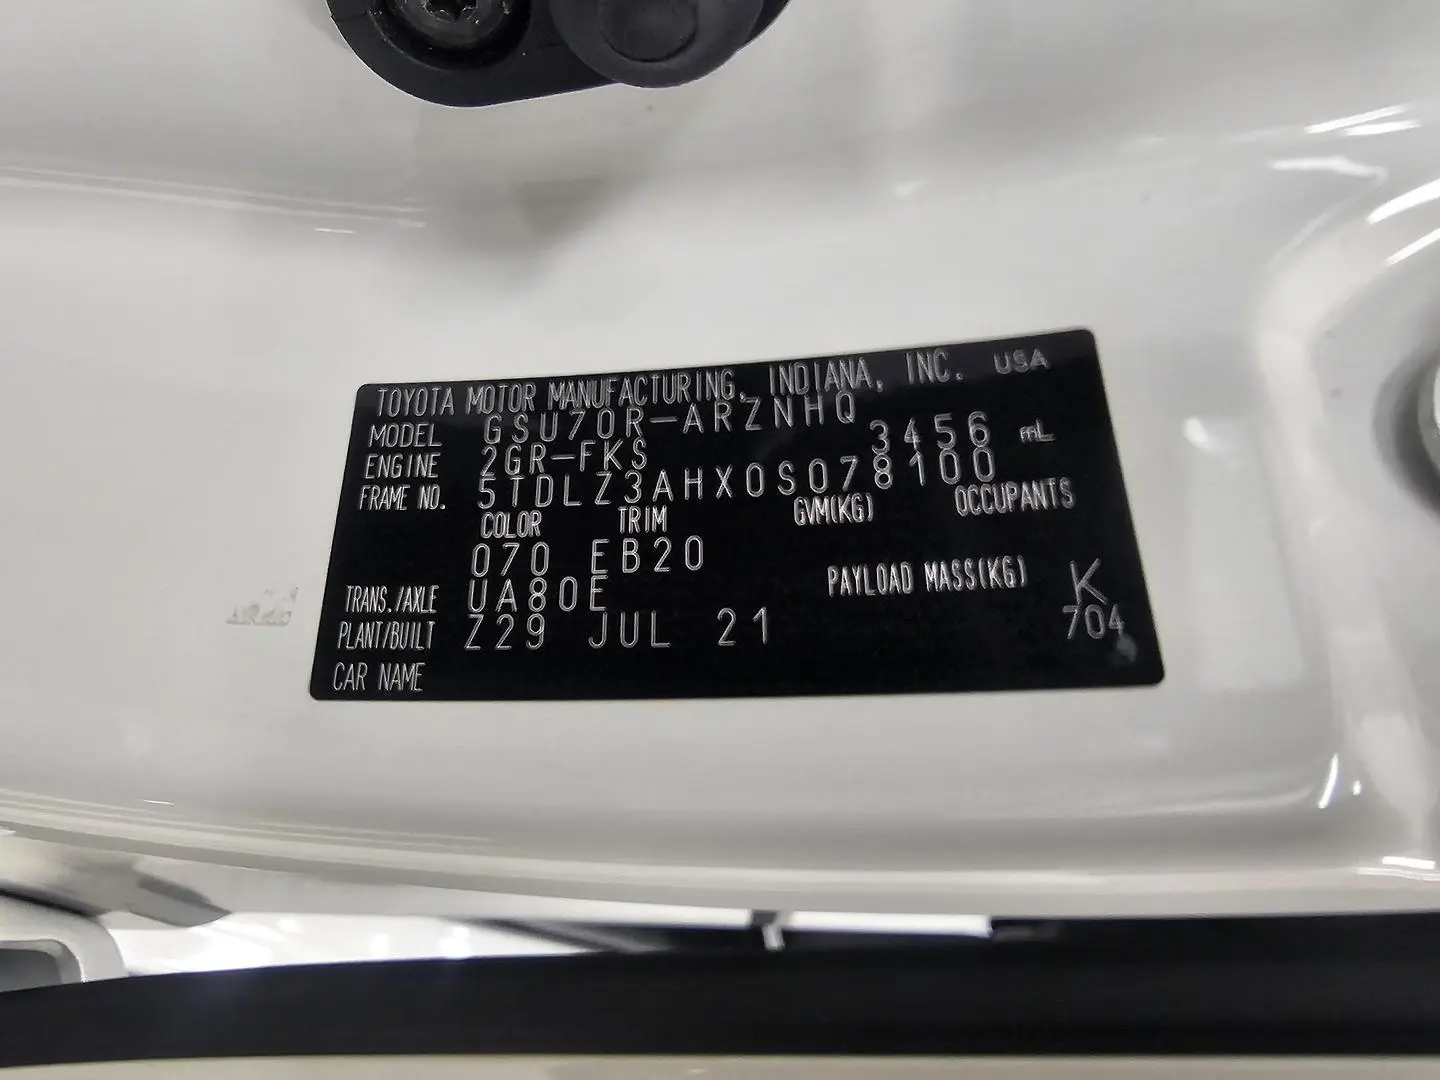 TOYOTA MOTOR MANUFACTURING, INDIANA, INC. USA
MODEL GSU70R-ARZNHQ
ENGINE 2GR-FKS 3456 mL
FRAME NO. 5TDLZ3AHX0S078100
COLOR TRIM GVM(KG) OCCUPANTS
070 EB20
TRANS./AXLE UA80E PAYLOAD MASS(KG) K
PLANT/BUILT Z29 JUL 21 704
CAR NAME